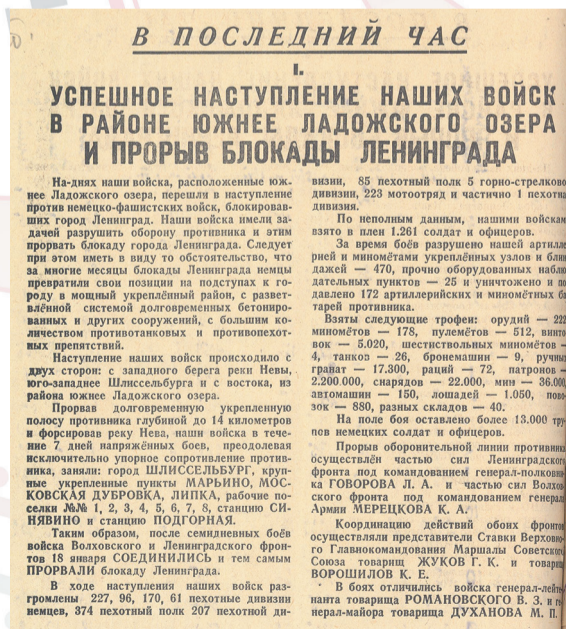 В ПОСЛЕДНИЙ ЧАС
I.
УСПЕШНОЕ НАСТУПЛЕНИЕ НАШИХ ВОЙСК
В РАЙОНЕ ЮЖНЕЕ ЛАДОЖСКОГО ОЗЕРА
И ПРОРЫВ БЛОКАДЫ ЛЕНИНГРАДА
На-днях наши войска, расположенные юж-
нее Ладожского озера, перешли в наступление
против немецко-фашистских войск, блокировав-
ших город Ленинград. Наши войска имели за-
дачей разрушить оборону противника и этим
прорвать блокаду города Ленинграда. Следует
при этом иметь в виду то обстоятельство, что
за многие месяцы блокады Ленинграда немцы
превратили свои позиции на подступах к го-
роду в мощный укреплённый район, с развет-
влённой системой долговременных бетониро-
ванных и других сооружений, с большим ко-
личеством противотанковых и противопехот-
ных препятствий.
Наступление наших войск происходило с
двух сторон: с западного берега реки Невы,
юго-западнее Шлиссельбурга и с востока, из
района южнее Ладожского озера.
Прорвав долговременную укрепленную
полосу противника глубиной до 14 километров
и форсировав реку Нева, наши войска в тече-
ние 7 дней напряжённых боев, преодолевая
исключительно упорное сопротивление против-
ника, заняли: город ШЛИССЕЛЬБУРГ, круп-
ные укрепленные пункты МАРЬИНО, МОС-
КОВСКАЯ ДУБРОВКА, ЛИПКА, рабочие по-
селки №№ 1, 2, 3, 4, 5, 6, 7, 8, станцию СИ-
НЯВИНО и станцию ПОДГОРНАЯ.
Таким образом, после семидневных боёв
войска Волховского и Ленинградского фрон-
тов 18 января СОЕДИНИЛИСЬ и тем самым
ПРОРВАЛИ блокаду Ленинграда.
В ходе наступления наших войск раз-
громлены 227, 96, 170, 61 пехотные дивизии
немцев, 374 пехотный полк 207 пехотной ди-
визии, 85 пехотный полк 5 горно-стрелково
дивизии, 223 мотоотряд и частично 1 пехотна
дивизия.
По неполным данным, нашими войскам
взято в плен 1.261 солдат и офицеров.
За время боёв разрушено нашей артилле
рией и миномётами укреплённых узлов и блин
дажей — 470, прочно оборудованных наблю
дательных пунктов — 25 и уничтожено и по
давлено 172 артиллерийских и миномётных ба
тарей противника.
Взяты следующие трофеи: орудий — 222
миномётов — 178, пулемётов — 512, винто
вок — 5.020, шестиствольных миномётов —
4, танков — 26, бронемашин — 9, ручных
гранат — 17.300, раций — 72, патронов —
2.200.000, снарядов — 22.000, мин — 36.000,
автомашин — 150, лошадей — 1.050, пово-
зок — 880, разных складов — 40.
На поле боя оставлено более 13.000 тру
пов немецких солдат и офицеров.
Прорыв оборонительной линии противника
осуществлён частью сил Ленинградского
фронта под командованием генерал-полковни
ка ГОВОРОВА Л. А. и частью сил Волхов
ского фронта под командованием генерала
Армии МЕРЕЦКОВА К. А.
Координацию действий обоих фронтов
осуществляли представители Ставки Верховно
го Главнокомандования Маршалы Советског
Союза товарищ ЖУКОВ Г. К. и товарищ
ВОРОШИЛОВ К. Е.
В боях отличились войска генерал-лейте
нанта товарища РОМАНОВСКОГО В. З. и ге
нерал-майора товарища ДУХАНОВА М. П.